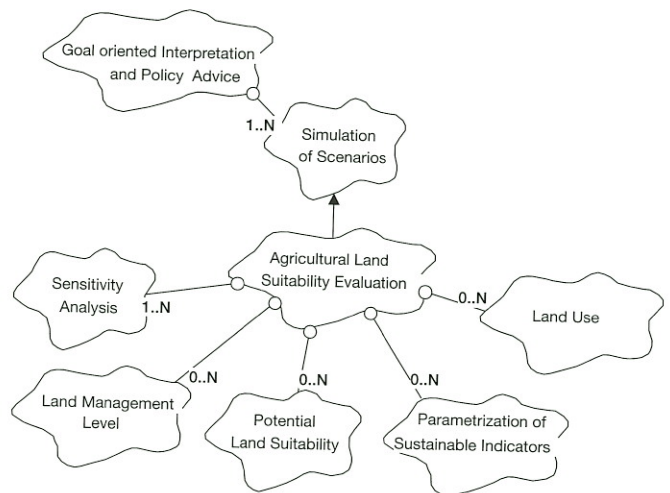 Goal oriented Interpretation
and Policy Advice
1..N
Simulation
of Scenarios
Agricultural Land
Suitability Evaluation
Sensitivity
Analysis
1..N
0..N
Land Use
Land Management
Level
0..N
Potential
Land Suitability
0..N
Parametrization of
Sustainable Indicators
0..N